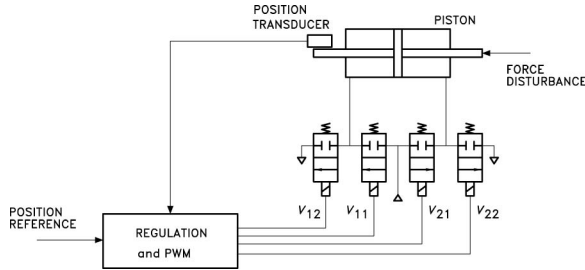 POSITION
TRANSDUCER
PISTON
FORCE
DISTURBANCE
V12
V11
V21
V22
POSITION
REFERENCE
REGULATION
and PWM